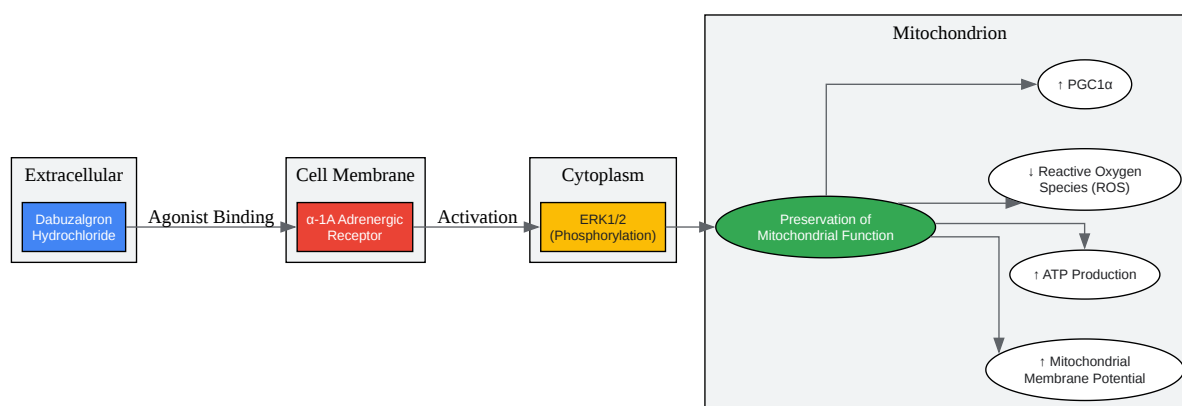 Extracellular
Dabuzalgron
Hydrochloride
Agonist Binding
Cell Membrane
α-1A Adrenergic
Receptor
Activation
Cytoplasm
ERK1/2
(Phosphorylation)
Mitochondrion
Preservation of
Mitochondrial Function
↑ PGC1α
↓ Reactive Oxygen
Species (ROS)
↑ ATP Production
↑ Mitochondrial
Membrane Potential